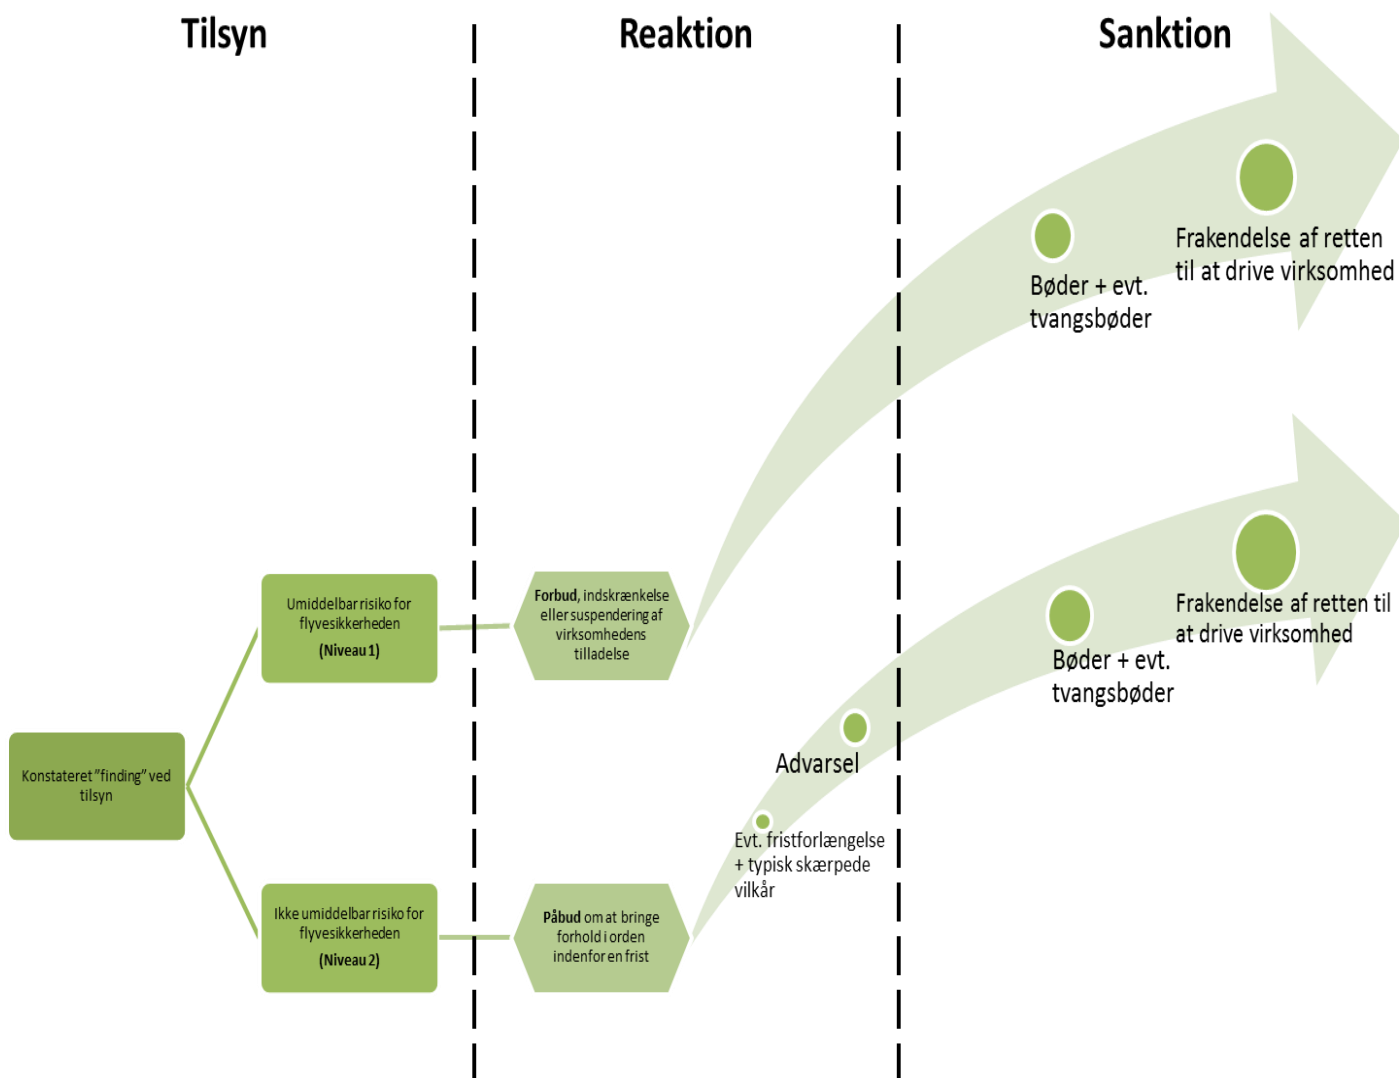 Tilsyn
Reaktion
Sanktion
Frakendelse af retten
til at drive virksomhed
Bøder + evt.
tvangsbøder
Umiddelbar risiko for
flyvesikkerheden
(Niveau 1)
Forbud, indskrænkelse
eller suspendering af
virksomhedens
tilladelse
Frakendelse af retten til
at drive virksomhed
Bøder + evt.
tvangsbøder
Konstateret ”finding” ved
tilsyn
Advarsel
Evt. fristforlængelse
+ typisk skærpede
vilkår
Ikke umiddelbar risiko for
flyvesikkerheden
(Niveau 2)
Påbud om at bringe
forhold i orden
indenfor en frist